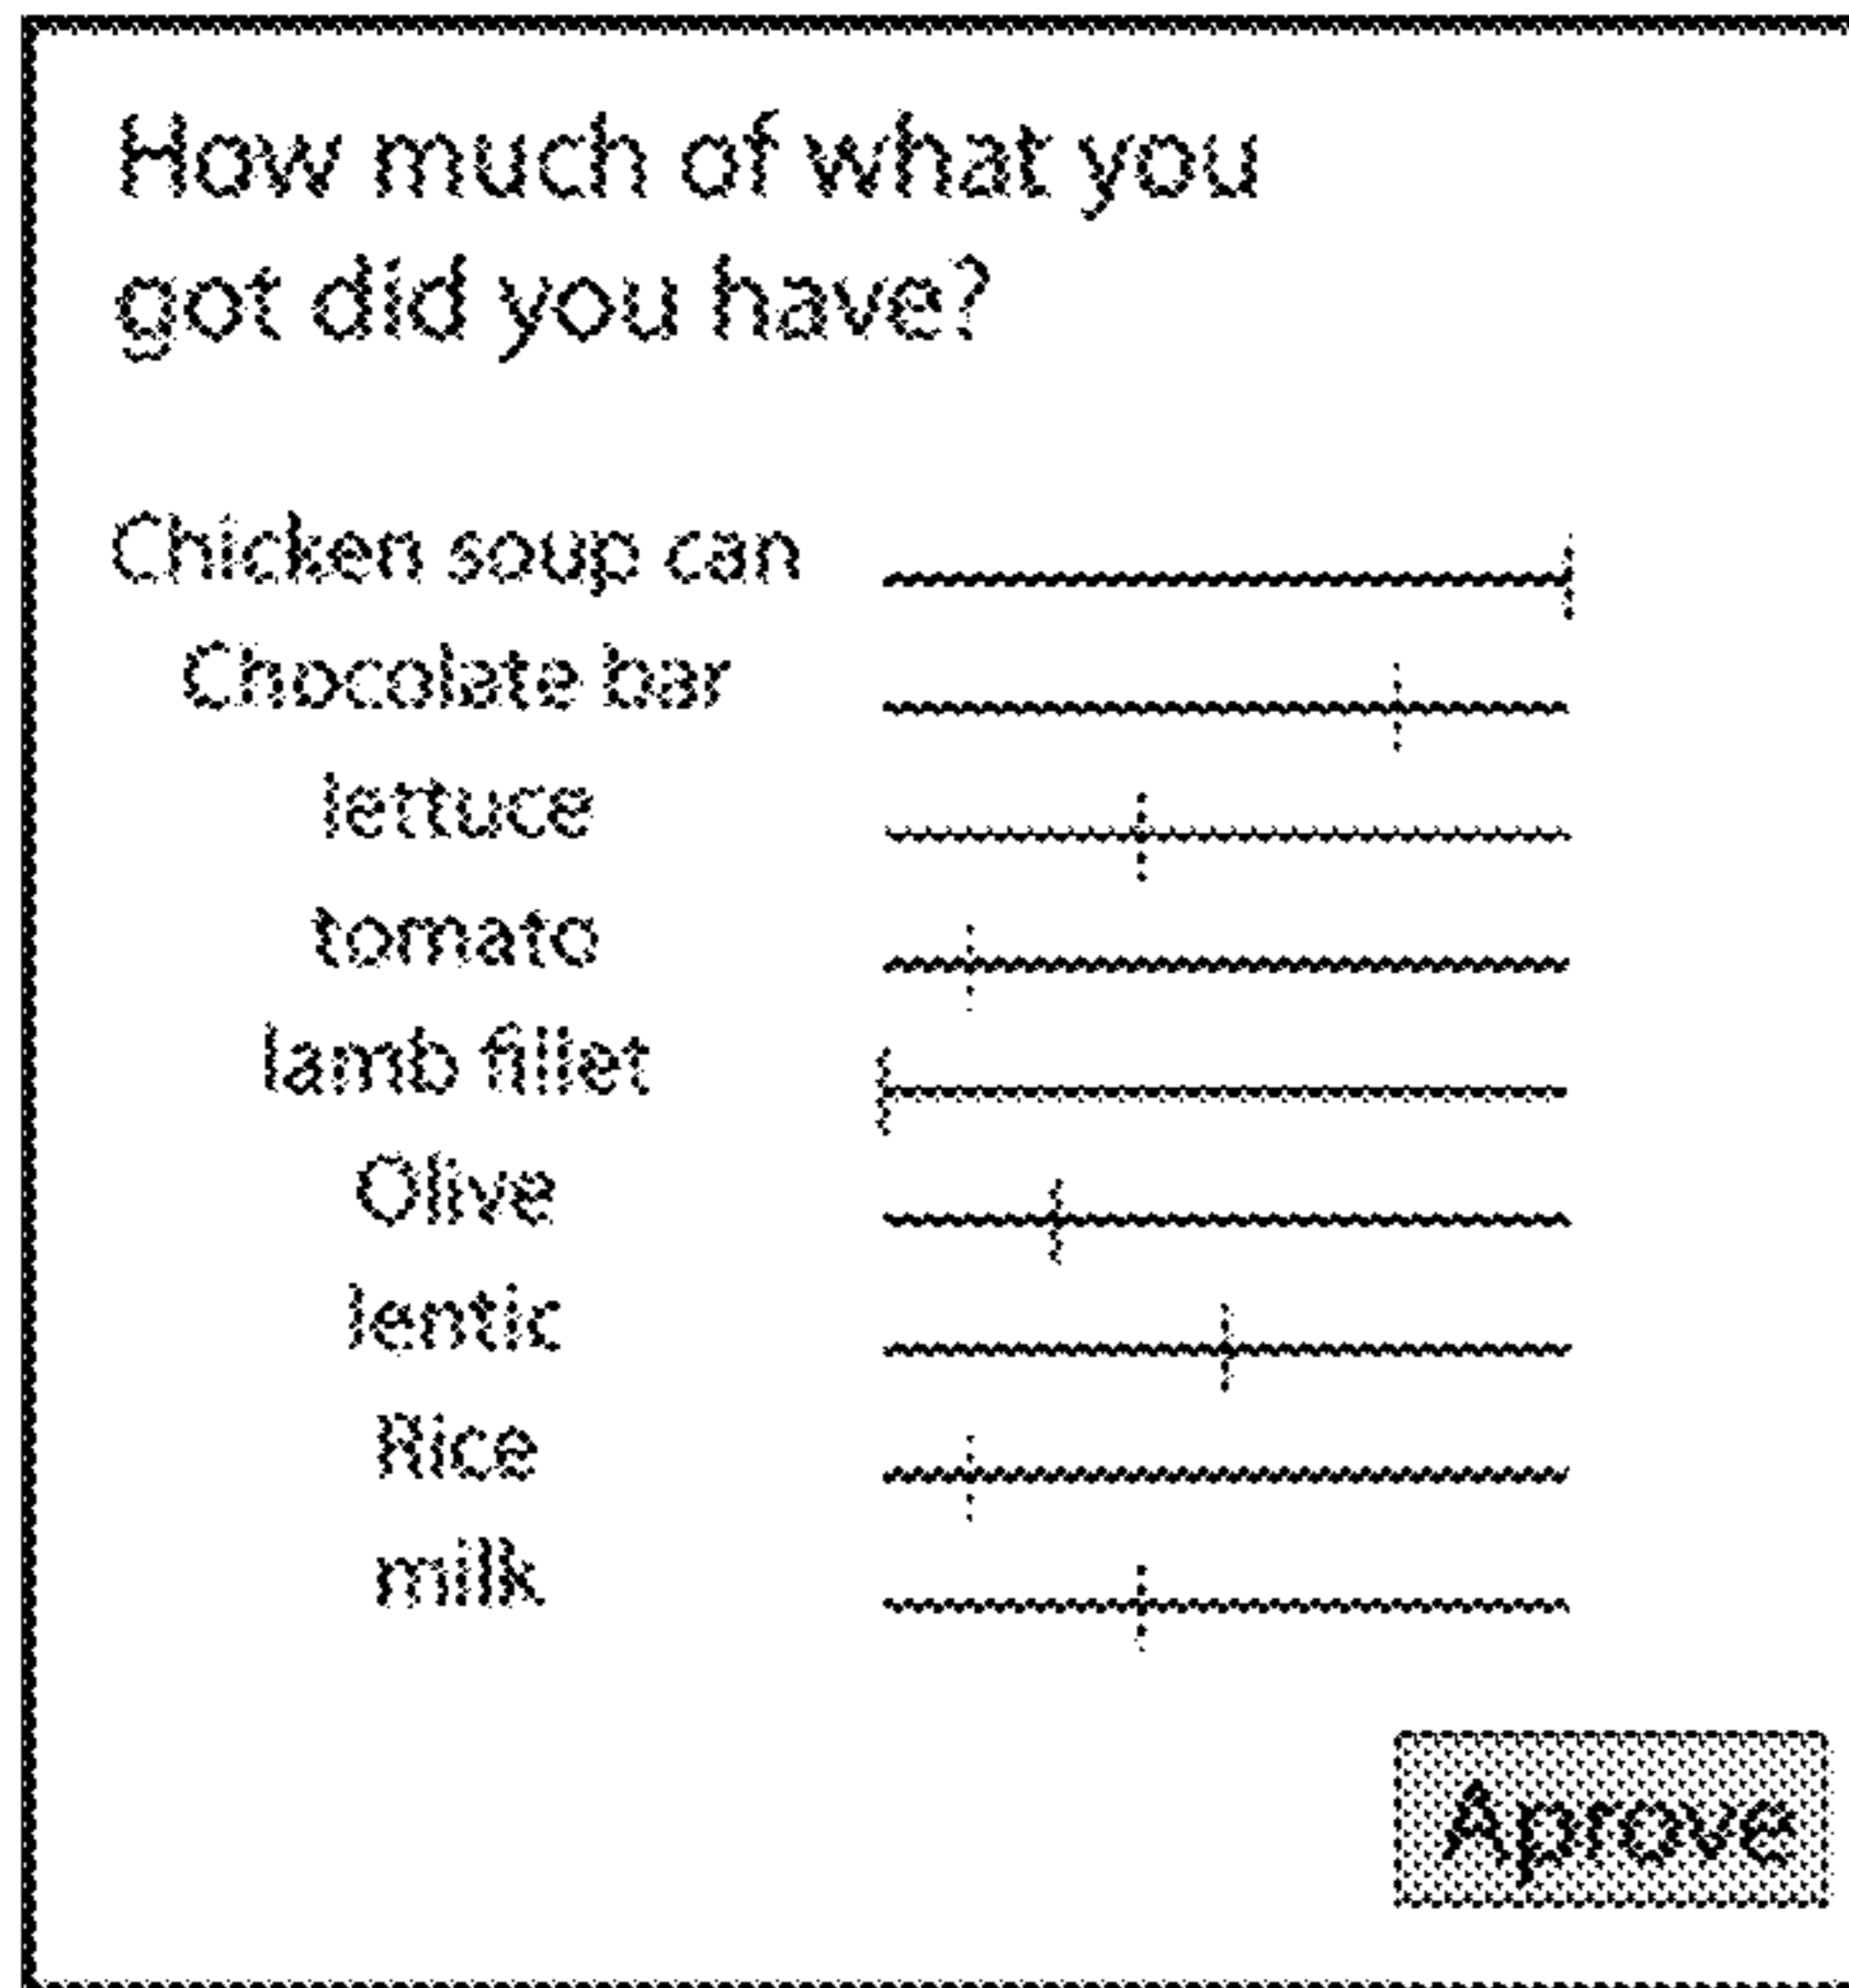 How much of what you
got did you have?
Chicken soup can
Chocolate bar
lettuce
tomato
lamb fillet
Olive
lentic
Rice
milk
Aprove